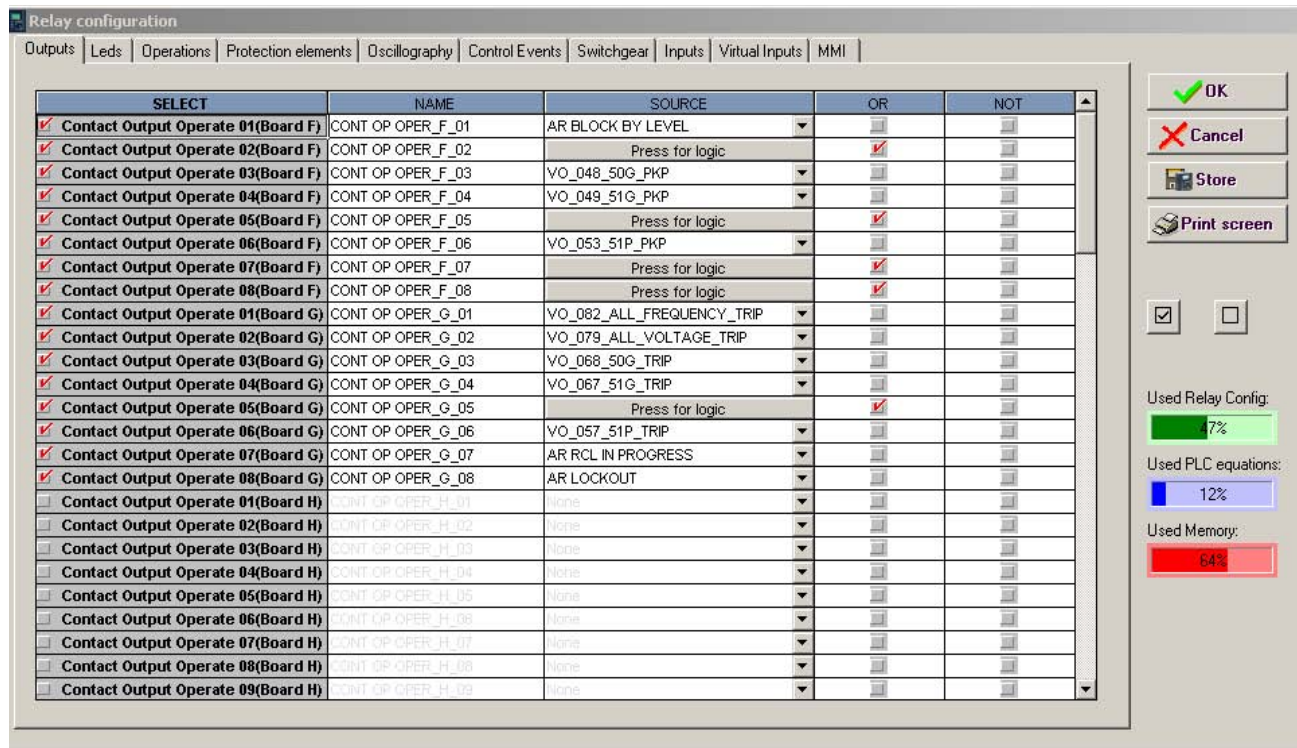 Relay configuration
Outputs Leds Operations Protection elements Oscillography Control Events Switchgear Inputs Virtual Inputs MMI
SELECT NAME SOURCE OR NOT
Contact Output Operate 01(Board F) CONT OP OPER_F_01 AR BLOCK BY LEVEL
Contact Output Operate 02(Board F) CONT OP OPER_F_02 Press for logic
Contact Output Operate 03(Board F) CONT OP OPER_F_03 VO_048_50G_PKP
Contact Output Operate 04(Board F) CONT OP OPER_F_04 VO_049_51G_PKP
Contact Output Operate 05(Board F) CONT OP OPER_F_05 Press for logic
Contact Output Operate 06(Board F) CONT OP OPER_F_06 VO_053_51P_PKP
Contact Output Operate 07(Board F) CONT OP OPER_F_07 Press for logic
Contact Output Operate 08(Board F) CONT OP OPER_F_08 Press for logic
Contact Output Operate 01(Board G) CONT OP OPER_G_01 VO_082_ALL_FREQUENCY_TRIP
Contact Output Operate 02(Board G) CONT OP OPER_G_02 VO_079_ALL_VOLTAGE_TRIP
Contact Output Operate 03(Board G) CONT OP OPER_G_03 VO_068_50G_TRIP
Contact Output Operate 04(Board G) CONT OP OPER_G_04 VO_067_51G_TRIP
Contact Output Operate 05(Board G) CONT OP OPER_G_05 Press for logic
Contact Output Operate 06(Board G) CONT OP OPER_G_06 VO_057_51P_TRIP
Contact Output Operate 07(Board G) CONT OP OPER_G_07 AR RCL IN PROGRESS
Contact Output Operate 08(Board G) CONT OP OPER_G_08 AR LOCKOUT
Contact Output Operate 01(Board H) CONT OP OPER_H_01 None
Contact Output Operate 02(Board H) CONT OP OPER_H_02 None
Contact Output Operate 03(Board H) CONT OP OPER_H_03 None
Contact Output Operate 04(Board H) CONT OP OPER_H_04 None
Contact Output Operate 05(Board H) CONT OP OPER_H_05 None
Contact Output Operate 06(Board H) CONT OP OPER_H_06 None
Contact Output Operate 07(Board H) CONT OP OPER_H_07 None
Contact Output Operate 08(Board H) CONT OP OPER_H_08 None
Contact Output Operate 09(Board H) CONT OP OPER_H_09 None
OK
Cancel
Store
Print screen
Used Relay Config:
47%
Used PLC equations:
12%
Used Memory:
64%